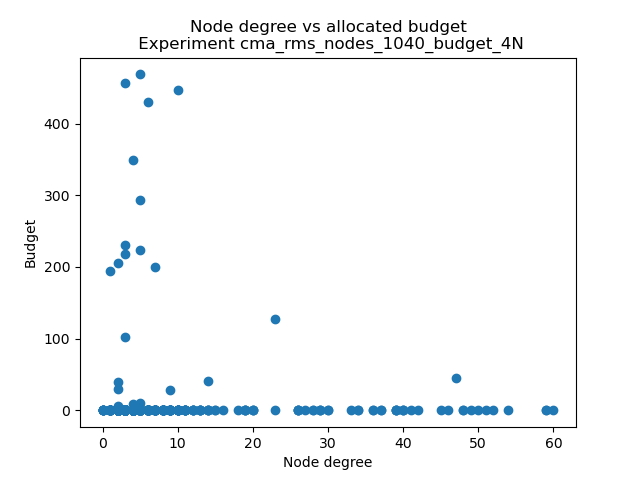 Node degree vs allocated budget
Experiment cma_rms_nodes_1040_budget_4N
400
300
200
100
0
Budget
0 10 20 30 40 50 60
Node degree